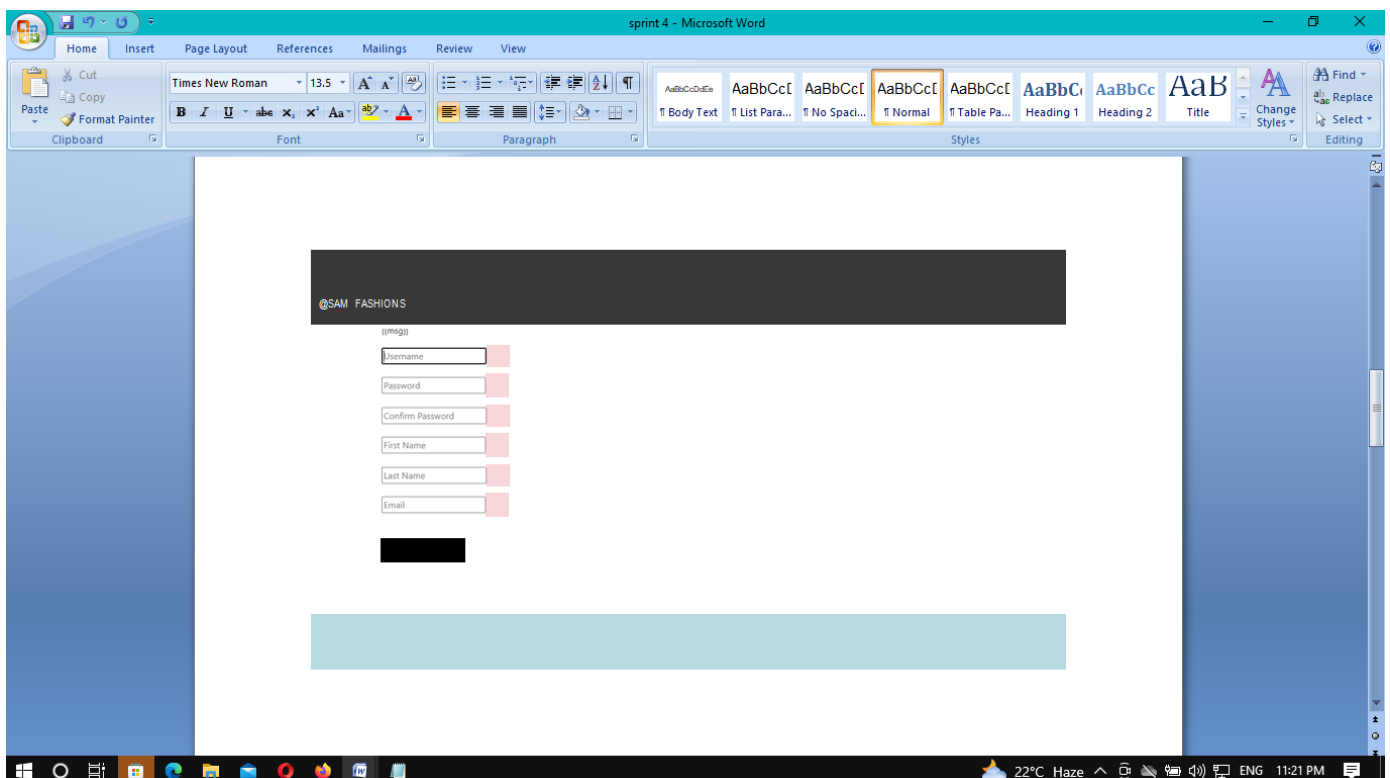 sprint 4 - Microsoft Word
Home Insert Page Layout References Mailings Review View
Paste
Cut
Copy
Format Painter
Clipboard
Times New Roman 13.5
Font
Paragraph
AaBbCcDdEe AaBbCcI AaBbCcI AaBbCcI AaBbCcI AaBbC AaBbCc AaB
¶ Body Text ¶ List Para... ¶ No Spaci... ¶ Normal ¶ Table Pa... Heading 1 Heading 2 Title
Change Styles
Styles
Find
Replace
Select
Editing
@SAM FASHIONS
{{msg}}
Username
Password
Confirm Password
First Name
Last Name
Email
22°C Haze ENG 11:21 PM